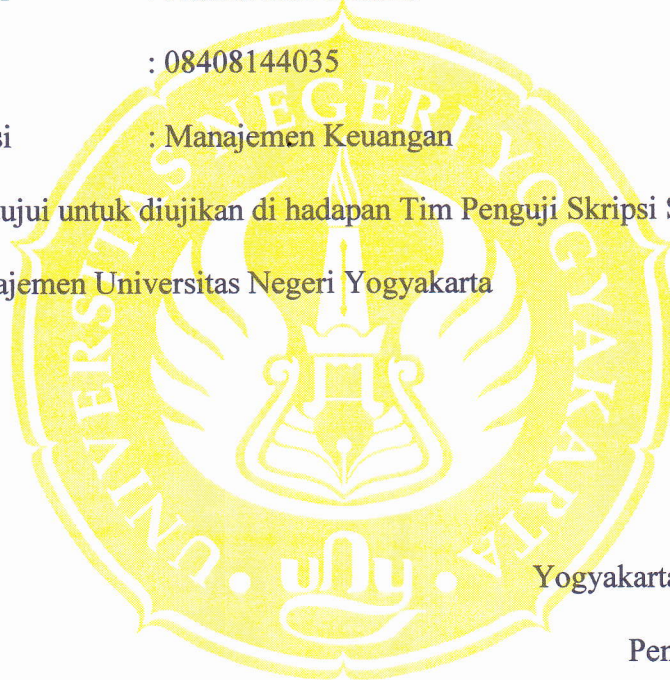 : 08408144035
si : Manajemen Keuangan
ujui untuk diujikan di hadapan Tim Penguji Skripsi S
ajemen Universitas Negeri Yogyakarta
UNIVERSITAS NEGERI YOGYAKARTA
uny
Yogyakarta
Pen